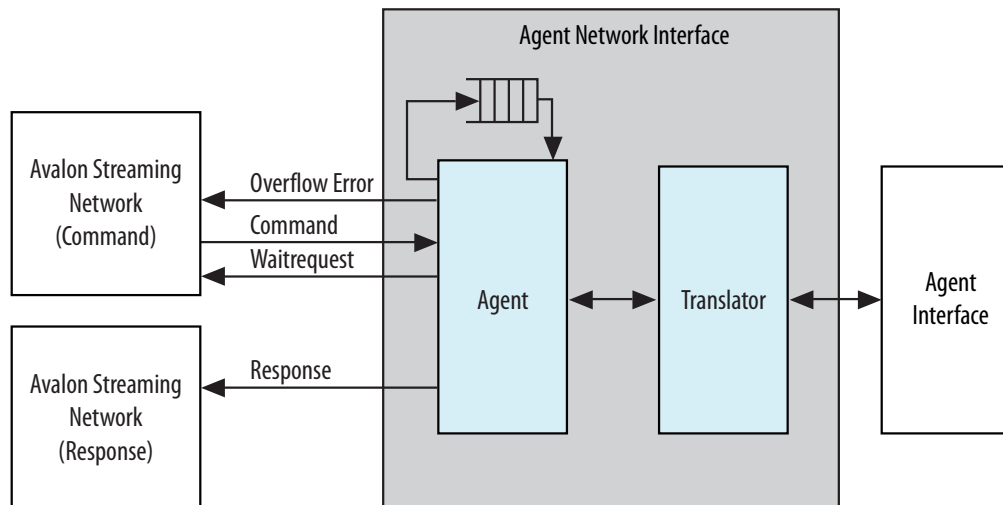 Agent Network Interface
Avalon Streaming
Network
(Command)
Overflow Error
Command
Waitrequest
Agent
Translator
Agent
Interface
Avalon Streaming
Network
(Response)
Response